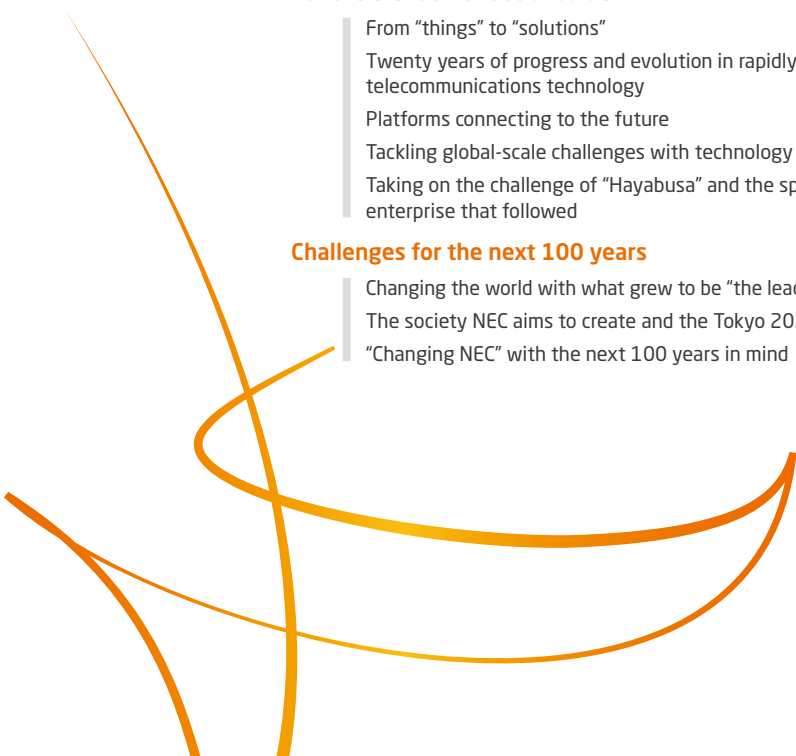 From “things” to “solutions”
Twenty years of progress and evolution in rapidly
telecommunications technology
Platforms connecting to the future
Tackling global-scale challenges with technology
Taking on the challenge of “Hayabusa” and the
enterprise that followed
Challenges for the next 100 years
Changing the world with what grew to be “the
The society NEC aims to create and the Tokyo
“Changing NEC” with the next 100 years in mind